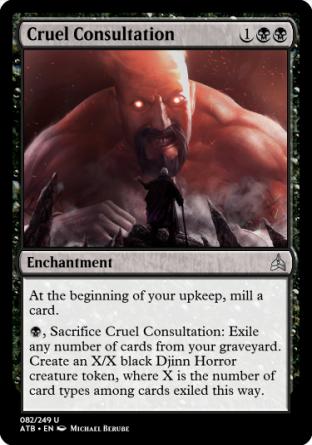 Cruel Consultation 1
Enchantment
At the beginning of your upkeep, mill a
card.
, Sacrifice Cruel Consultation: Exile
any number of cards from your graveyard.
Create an X/X black Djinn Horror
creature token, where X is the number of
card types among cards exiled this way.
082/249 U
ATB • EN MICHAEL BERUBE